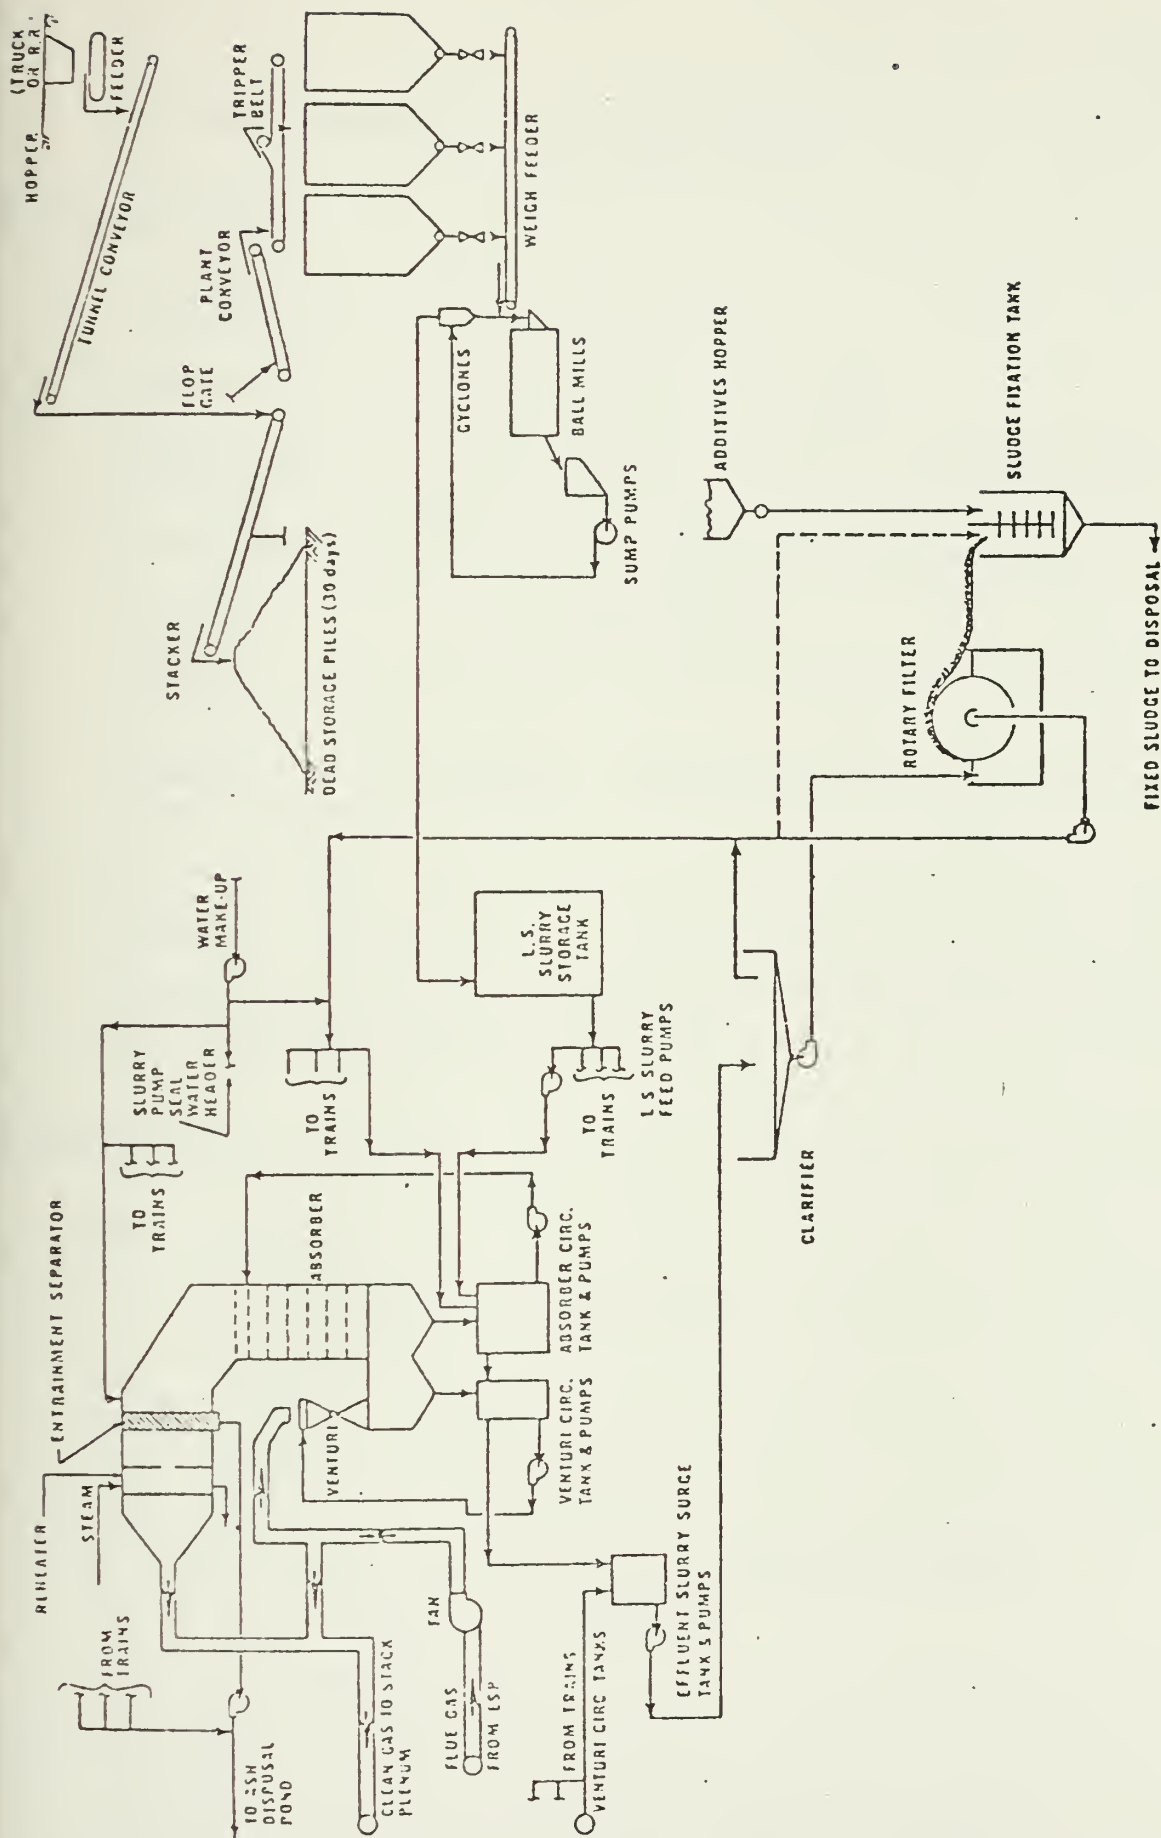 HOPPER
(TRUCK
OR R.R.
FEEDER
TUNNEL CONVEYOR
TRIPPER
BELT
PLANT
CONVEYOR
FLOP
GATE
STACKER
DEAD STORAGE PILES (30 days)
WEIGH FEEDER
CYCLONES
BALL MILLS
SUMP PUMPS
ADDITIVES HOPPER
SLUDGE FIXATION TANK
ROTARY FILTER
FIXED SLUDGE TO DISPOSAL
WATER
MAKE-UP
SLURRY
PUMP
SEAL
WATER
HEADER
TO
TRAINS
L.S.
SLURRY
STORAGE
TANK
TO
TRAINS
L S SLURRY
FEED PUMPS
TO
TRAINS
CLARIFIER
ENTRAINMENT SEPARATOR
ABSORBER
ABSORBER CIRC.
TANK & PUMPS
VENTURI
VENTURI CIRC.
TANK & PUMPS
REHEATER
STEAM
FROM
TRAINS
FAN
EFFLUENT SLURRY SURGE
TANK & PUMPS
TO ASH
DISPOSAL
POND
CLEAN GAS TO STACK
PLENUM
FLUE GAS
FROM ESP
FROM TRAINS
VENTURI CIRC TANKS